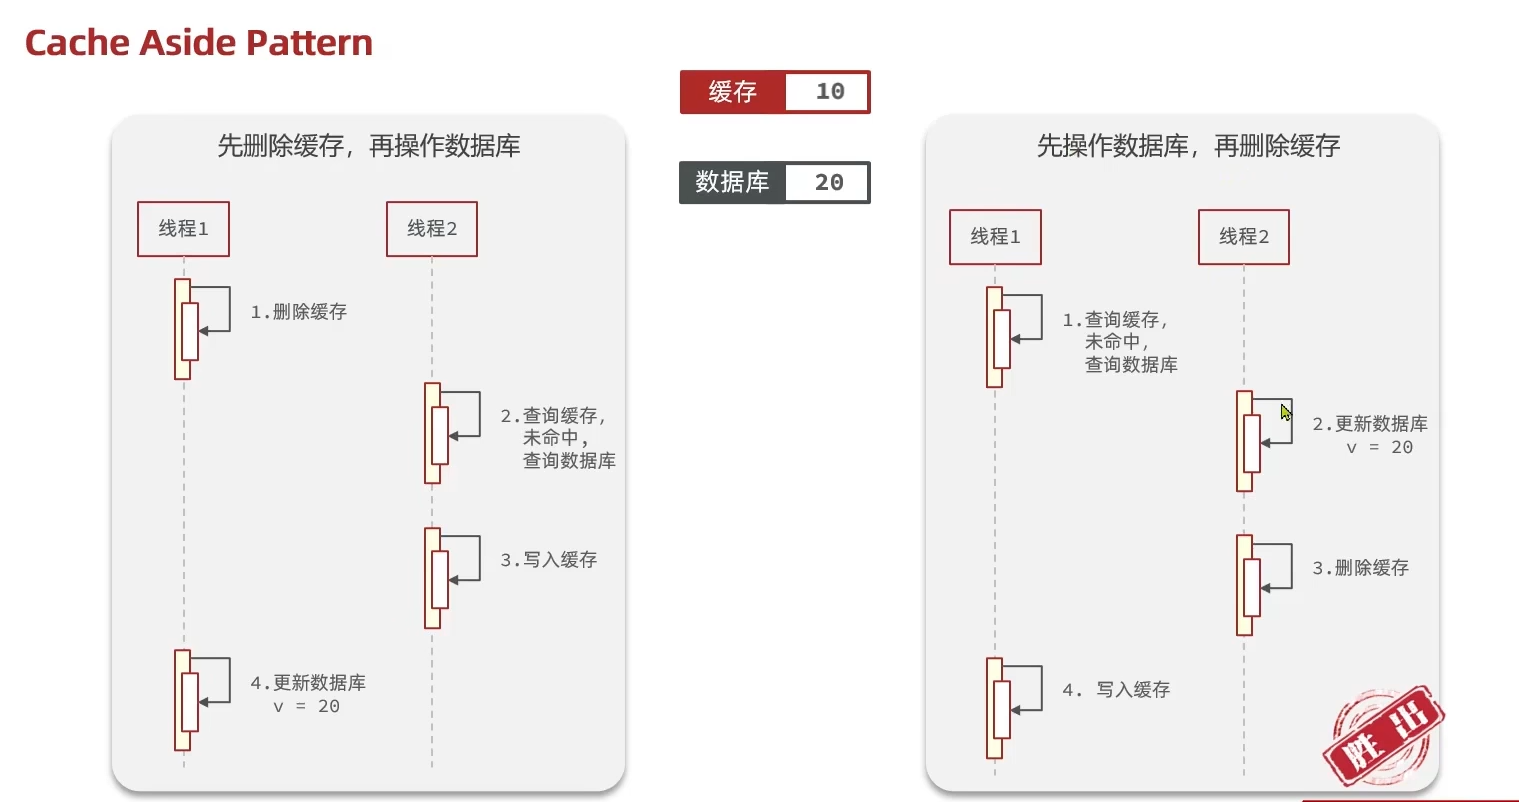 Cache Aside Pattern
缓存 10
数据库 20
先删除缓存，再操作数据库
线程1 线程2
1.删除缓存
2.查询缓存，
未命中，
查询数据库
3.写入缓存
4.更新数据库
v = 20
先操作数据库，再删除缓存
线程1 线程2
1.查询缓存，
未命中，
查询数据库
2.更新数据库
v = 20
3.删除缓存
4. 写入缓存
胜出